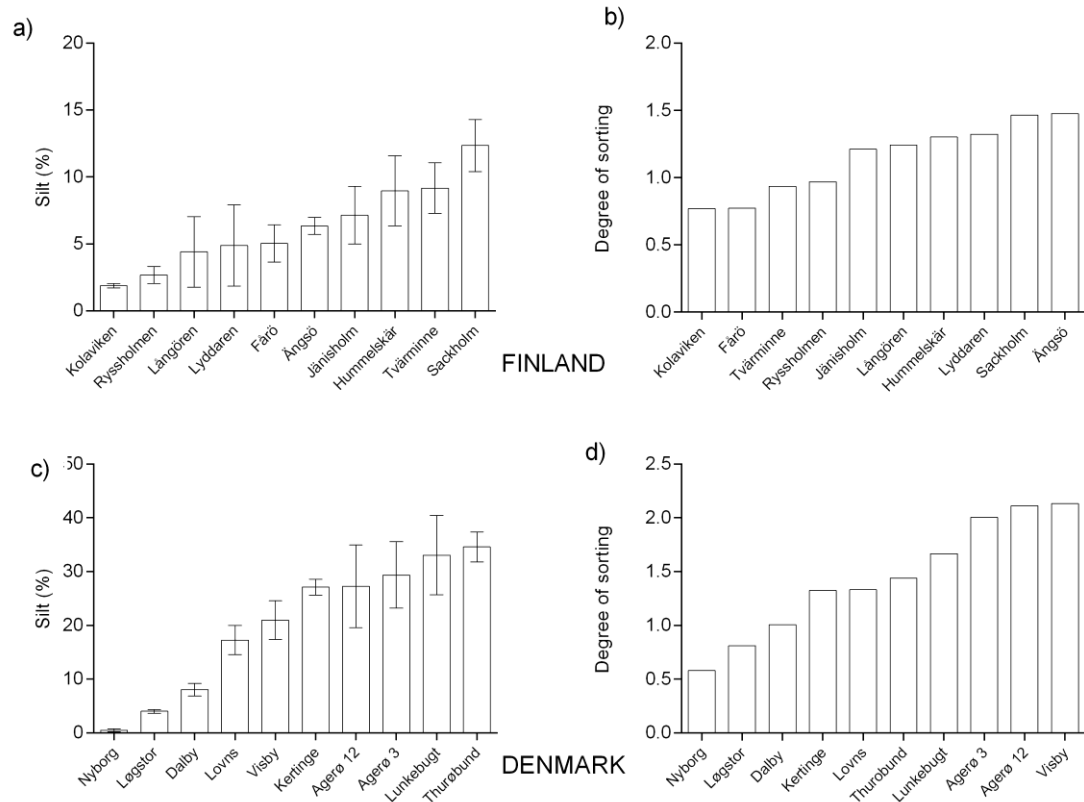 a)
Silt (%)
20
15
10
5
0
Kolaviken
Ryssholmen
Långören
Lyddaren
Fårö
Ängsö
Jänisholm
Hummelskär
Tvärminne
Sackholm
b)
Degree of sorting
2.0
1.5
1.0
0.5
0.0
Kolaviken
Fårö
Tvärminne
Ryssholmen
Jänisholm
Långören
Hummelskär
Lyddaren
Sackholm
Ängsö
FINLAND
c)
Silt (%)
50
40
30
20
10
0
Nyborg
Løgstor
Dalby
Lovns
Visby
Kertinge
Agerø 12
Agerø 3
Lunkebugt
Thurøbund
d)
Degree of sorting
2.5
2.0
1.5
1.0
0.5
0.0
Nyborg
Løgstor
Dalby
Kertinge
Lovns
Thurobund
Lunkebugt
Agerø 3
Agerø 12
Visby
DENMARK